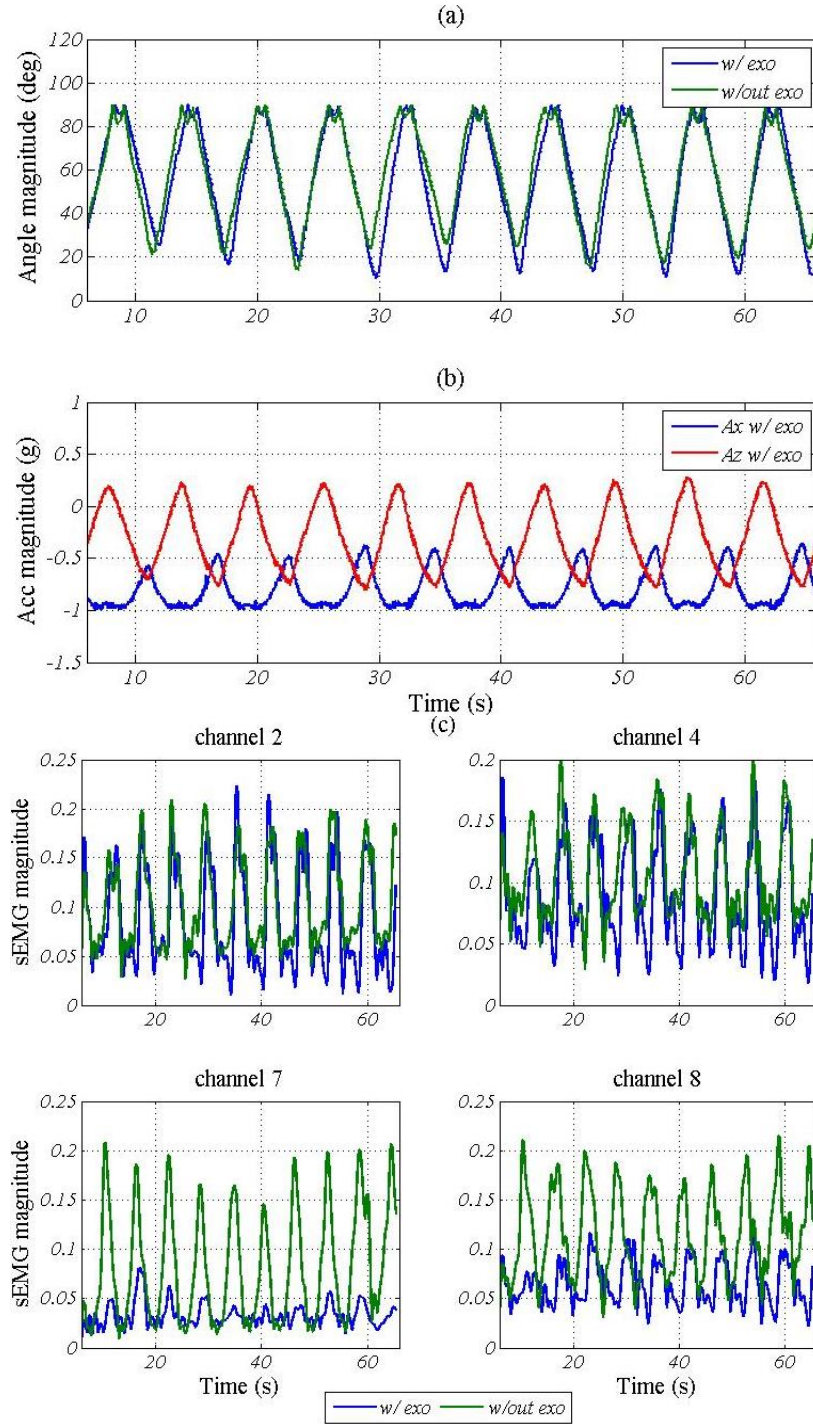 (a)
120
100
80
60
40
20
0
Angle magnitude (deg)
w/ exo
w/out exo
10 20 30 40 50 60
(b)
1
0.5
0
-0.5
-1
-1.5
Acc magnitude (g)
Ax w/ exo
Az w/ exo
10 20 30 40 50 60
Time (s)
(c)
channel 2
0.25
0.2
0.15
0.1
0.05
0
sEMG magnitude
20 40 60
channel 4
0.2
0.15
0.1
0.05
0
20 40 60
channel 7
0.25
0.2
0.15
0.1
0.05
0
sEMG magnitude
20 40 60
Time (s)
channel 8
0.25
0.2
0.15
0.1
0.05
0
20 40 60
Time (s)
w/ exo w/out exo